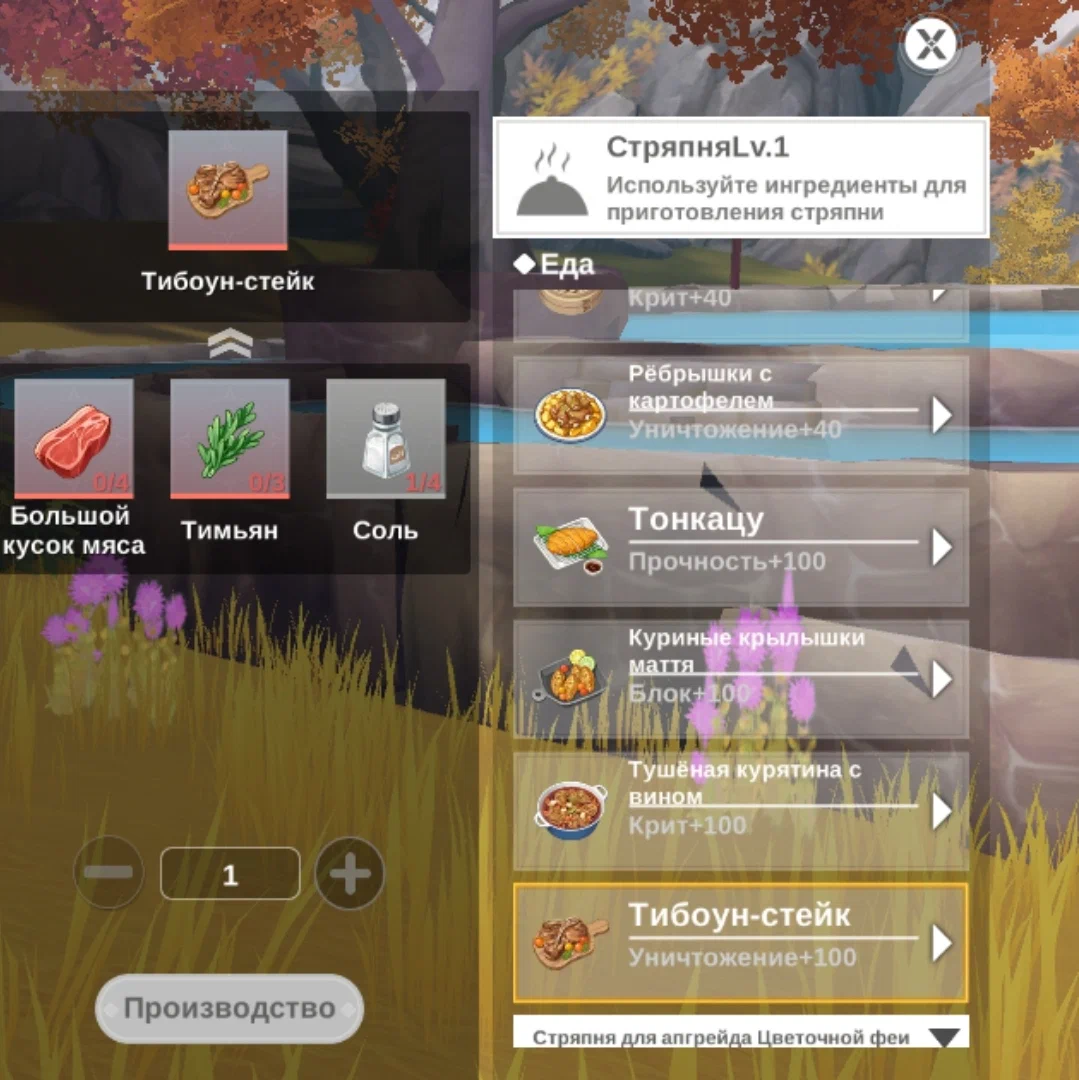 X
СтряпняLv.1
Используйте ингредиенты для
приготовления стряпни
Тибоун-стейк
0/4
0/3
1/4
Большой
кусок мяса
Тимьян
Соль
1
Производство
Еда
Крит+40
Рёбрышки с
картофелем
Уничтожение+40
Тонкацу
Прочность+100
Куриные крылышки
маття
Блок+100
Тушёная курятина с
вином
Крит+100
Тибоун-стейк
Уничтожение+100
Стряпня для апгрейда Цветочной феи